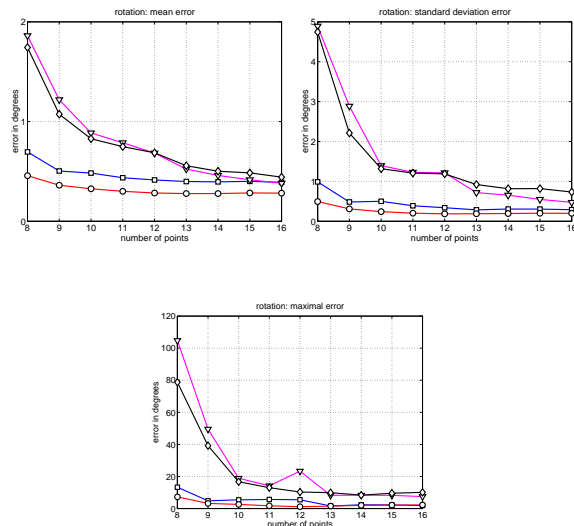 rotation: mean error
2
1
0
error in degrees
8 9 10 11 12 13 14 15 16
number of points
rotation: standard deviation error
5
4
3
2
1
0
error in degrees
8 9 10 11 12 13 14 15 16
number of points
rotation: maximal error
120
100
80
60
40
20
0
error in degrees
8 9 10 11 12 13 14 15 16
number of points